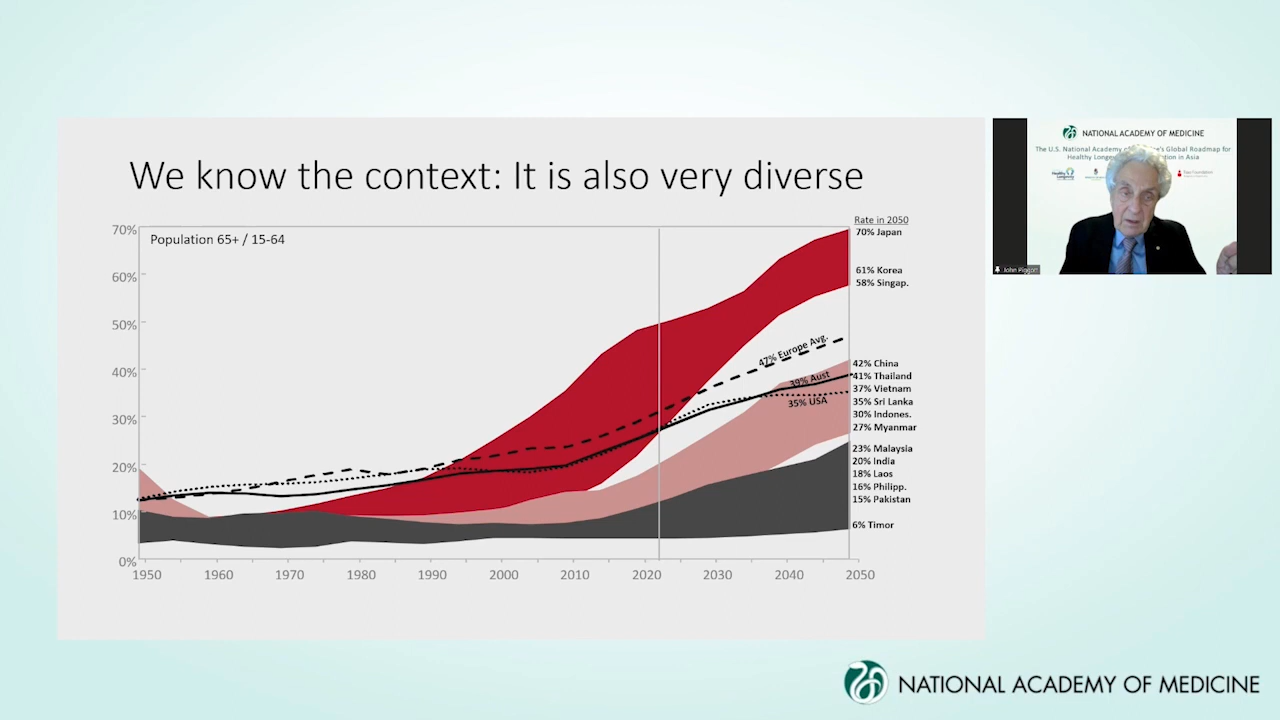 We know the context: It is also very diverse
Population 65+ / 15-64
Rate in 2050
70%
60%
50%
40%
30%
20%
10%
0%
1950 1960 1970 1980 1990 2000 2010 2020 2030 2040 2050
47% Europe Avg.
39% Aust
35% USA
70% Japan
61% Korea
58% Singap.
42% China
41% Thailand
37% Vietnam
35% Sri Lanka
30% Indones.
27% Myanmar
23% Malaysia
20% India
18% Laos
16% Philipp.
15% Pakistan
6% Timor
NATIONAL ACADEMY OF MEDICINE
The U.S. National Academy of Global Roadmap for
Healthy in Asia
John Piggott
NATIONAL ACADEMY OF MEDICINE